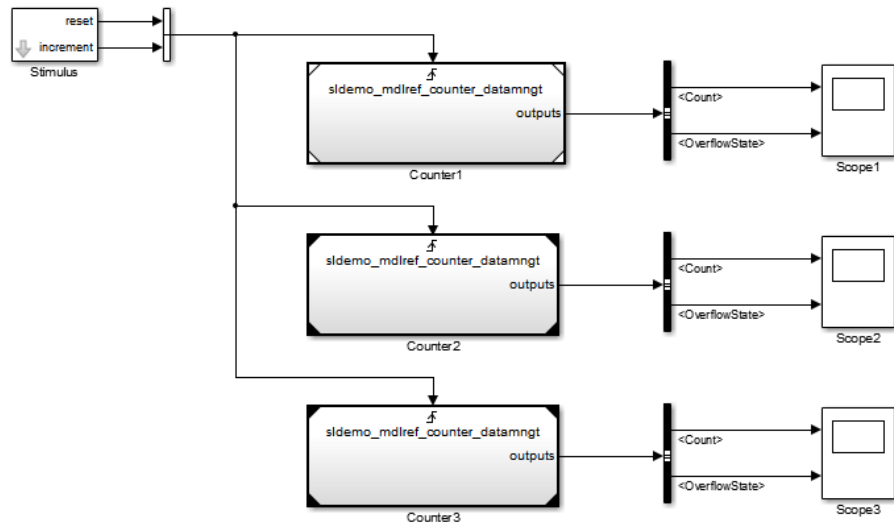 reset
increment
Stimulus
sldemo_mdlref_counter_datamngt
outputs
Counter1
<Count>
<OverflowState>
Scope1
sldemo_mdlref_counter_datamngt
outputs
Counter2
<Count>
<OverflowState>
Scope2
sldemo_mdlref_counter_datamngt
outputs
Counter3
<Count>
<OverflowState>
Scope3